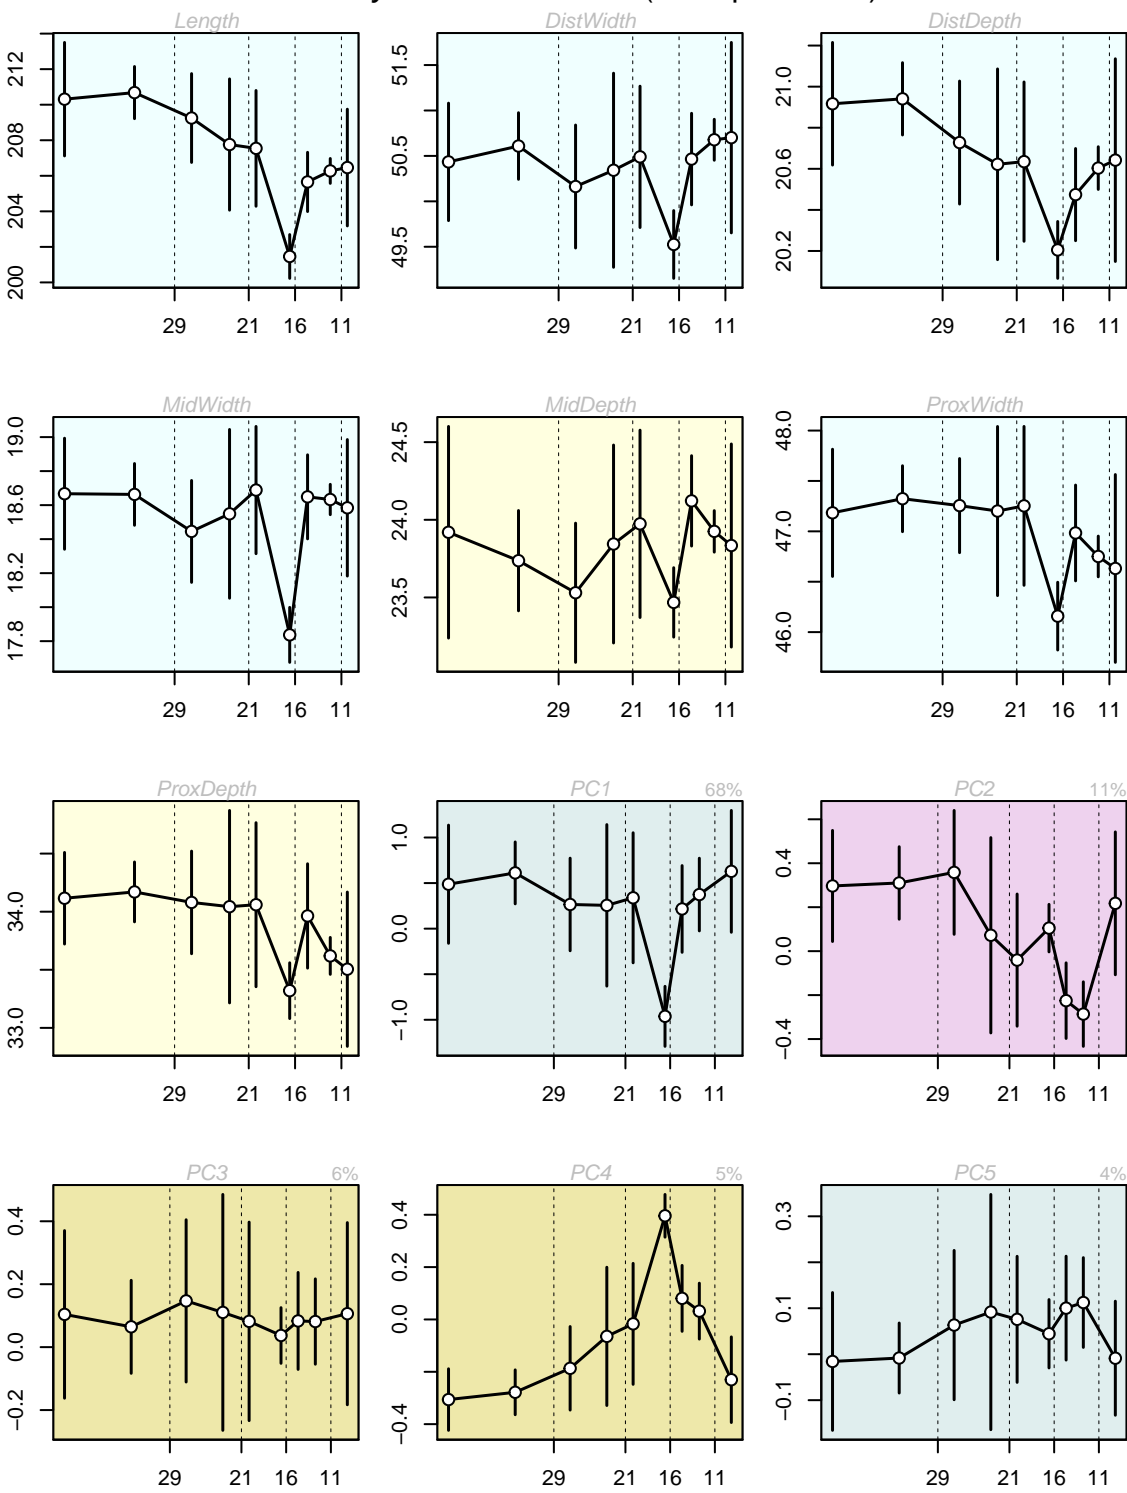 Length DistWidth DistDepth
212 51.5 21.0
208 50.5 20.6
204 49.5 20.2
200
29 21 16 11 29 21 16 11 29 21 16 11
MidWidth MidDepth ProxWidth
19.0 24.5 48.0
18.6 24.0 47.0
18.2 23.5 46.0
17.8
29 21 16 11 29 21 16 11 29 21 16 11
ProxDepth PC1 68% PC2 11%
34.0 1.0 0.4
33.0 0.0 0.0
−1.0 −0.4
29 21 16 11 29 21 16 11 29 21 16 11
PC3 6% PC4 5% PC5 4%
0.4 0.4 0.3
0.2 0.2 0.1
0.0 0.0 −0.1
−0.2 −0.4
29 21 16 11 29 21 16 11 29 21 16 11